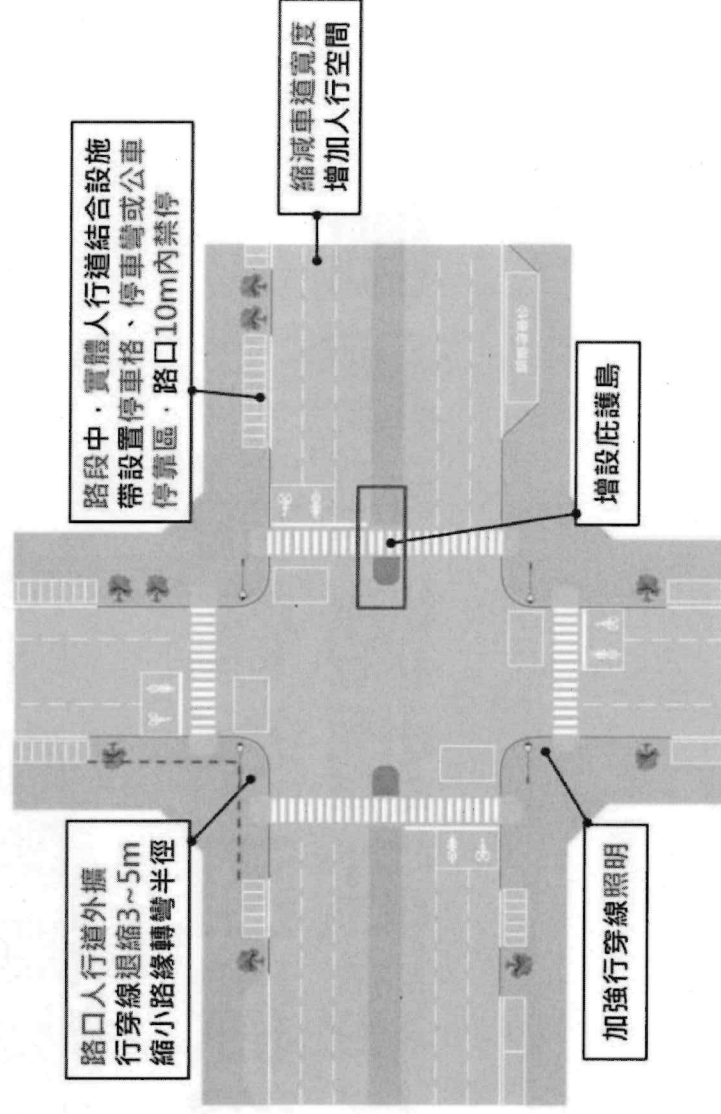 路口人行道外擴
行穿線退縮3~5m
縮小路緣轉彎半徑
路段中，實體人行道結合設施
帶設置停車格、停車彎或公車
停靠區，路口10m內禁停
縮減車道寬度
增加人行空間
加強行穿線照明
增設庇護島